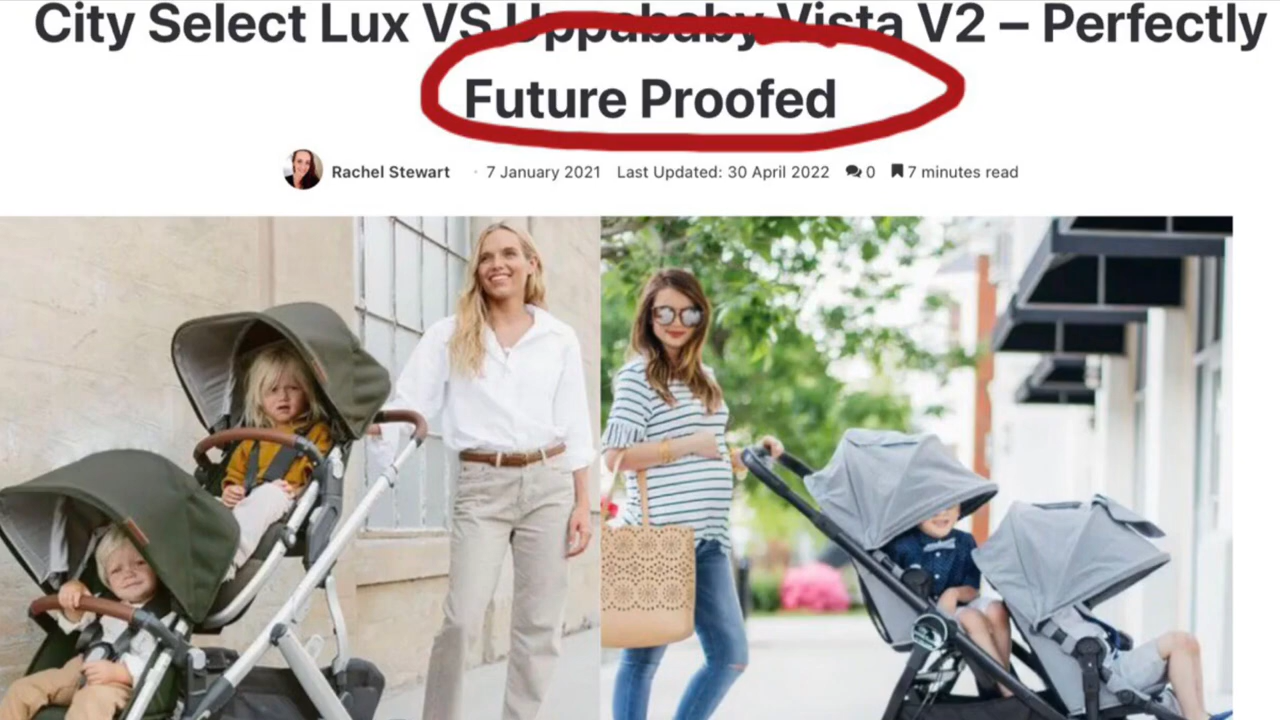 City Select Lux VS Uppababy Vista V2 – Perfectly
Future Proofed
Rachel Stewart · 7 January 2021 Last Updated: 30 April 2022 0 7 minutes read